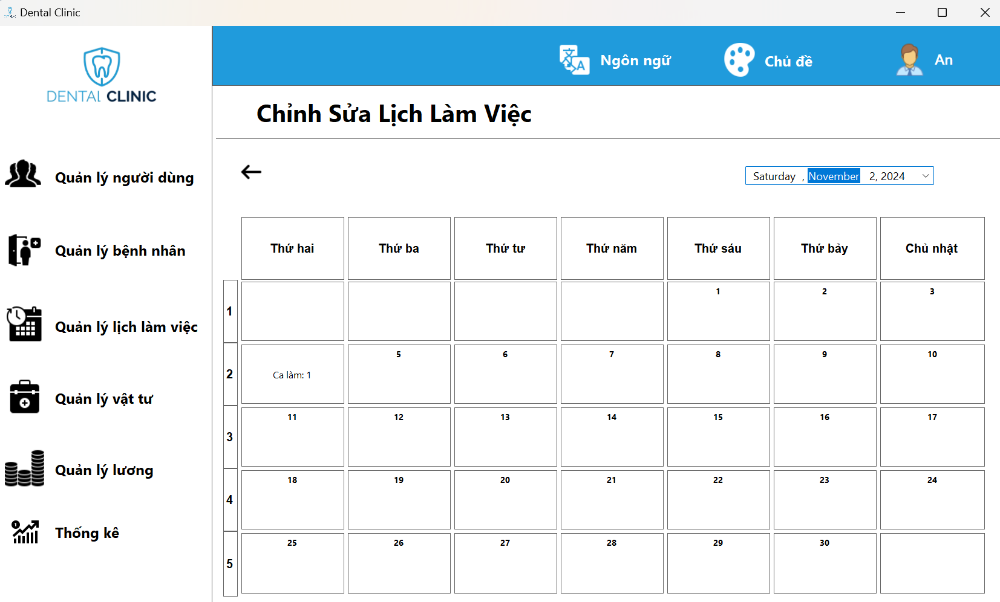 Dental Clinic
DENTAL CLINIC
Ngôn ngữ
Chủ đề
An
Chỉnh Sửa Lịch Làm Việc
Quản lý người dùng
Quản lý bệnh nhân
Quản lý lịch làm việc
Quản lý vật tư
Quản lý lương
Thống kê
Saturday , November 2, 2024
Thứ hai Thứ ba Thứ tư Thứ năm Thứ sáu Thứ bảy Chủ nhật
1 1 2 3
2 Ca làm: 1 5 6 7 8 9 10
3 11 12 13 14 15 16 17
4 18 19 20 21 22 23 24
5 25 26 27 28 29 30